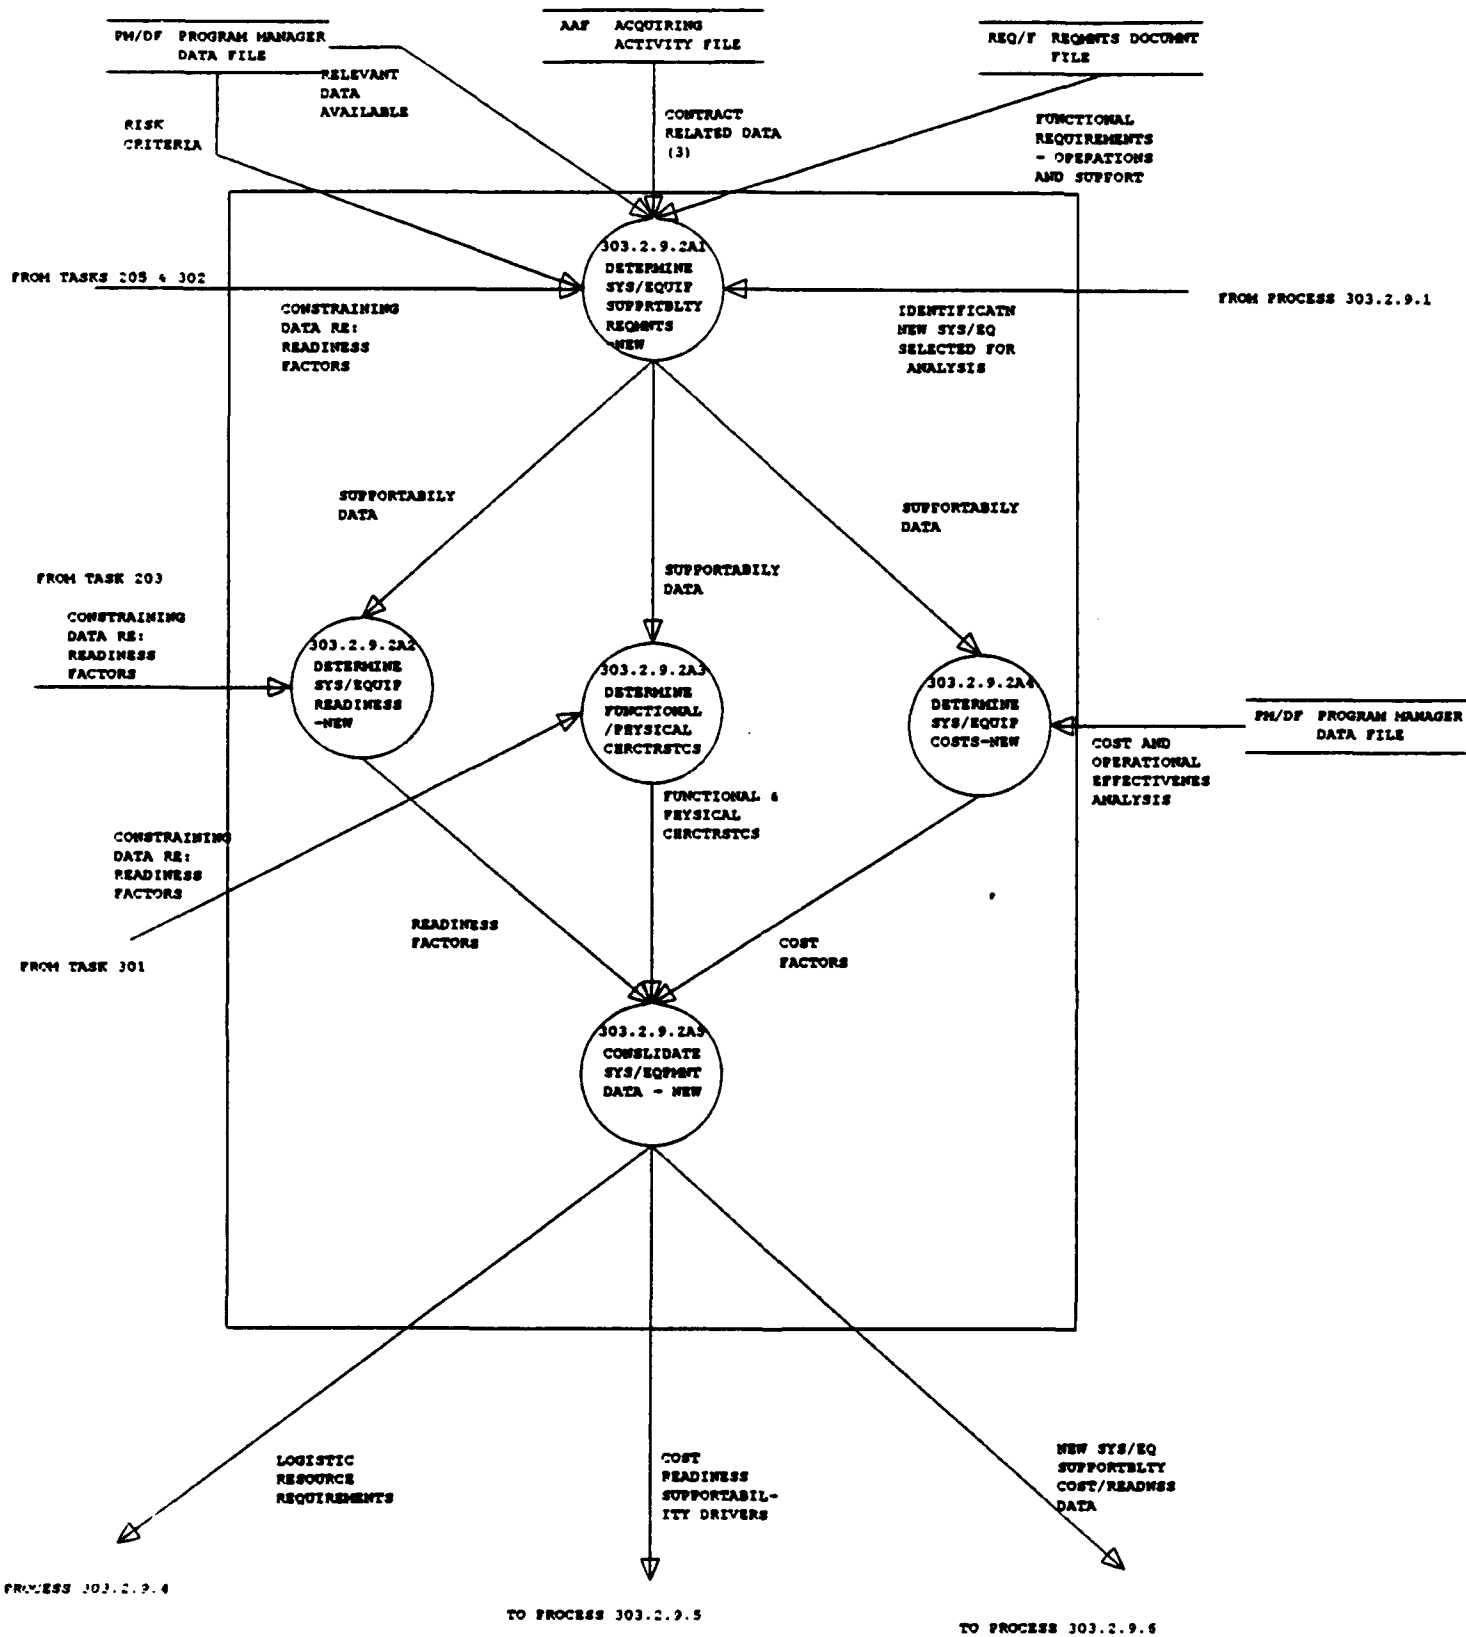 PM/DF PROGRAM MANAGER
DATA FILE
AAF ACQUIRING
ACTIVITY FILE
REQ/F REQMNTS DOCUMNT
FILE
RELEVANT
DATA
AVAILABLE
RISK
CRITERIA
CONTRACT
RELATED DATA
(3)
FUNCTIONAL
REQUIREMENTS
- OPERATIONS
AND SUPPORT
303.2.9.2A1
DETERMINE
SYS/EQUIP
SUPPRTBLTY
REQMNTS
-NEW
FROM TASKS 205 & 302
CONSTRAINING
DATA RE:
READINESS
FACTORS
IDENTIFICATN
NEW SYS/EQ
SELECTED FOR
ANALYSIS
FROM PROCESS 303.2.9.1
SUPPORTABILY
DATA
SUPPORTABILY
DATA
SUPPORTABILY
DATA
FROM TASK 203
CONSTRAINING
DATA RE:
READINESS
FACTORS
303.2.9.2A2
DETERMINE
SYS/EQUIP
READINESS
-NEW
303.2.9.2A3
DETERMINE
FUNCTIONAL
/PHYSICAL
CHRCTRSTCS
303.2.9.2A4
DETERMINE
SYS/EQUIP
COSTS-NEW
PM/DF PROGRAM MANAGER
DATA FILE
COST AND
OPERATIONAL
EFFECTIVENES
ANALYSIS
FUNCTIONAL &
PHYSICAL
CHRCTRSTCS
CONSTRAINING
DATA RE:
READINESS
FACTORS
FROM TASK 301
READINESS
FACTORS
COST
FACTORS
303.2.9.2A5
CONSLIDATE
SYS/EQPMNT
DATA - NEW
LOGISTIC
RESOURCE
REQUIREMENTS
COST
READINESS
SUPPORTABIL-
ITY DRIVERS
NEW SYS/EQ
SUPPORTBLTY
COST/READNSS
DATA
PROCESS 303.2.9.4
TO PROCESS 303.2.9.5
TO PROCESS 303.2.9.6